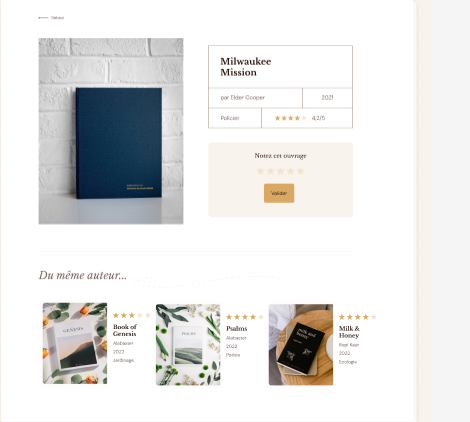 Retour
Milwaukee
Mission
par Elder Cooper
2021
Policier
4,2/5
Notez cet ouvrage
Valider
Du même auteur...
GENESIS
Book of
Genesis
Alabaster
2022
Jardinage
PSALMS
Psalms
Alabaster
2022
Poésie
milk and
honey
Milk &
Honey
Rupi Kaur
2022
Ecologie